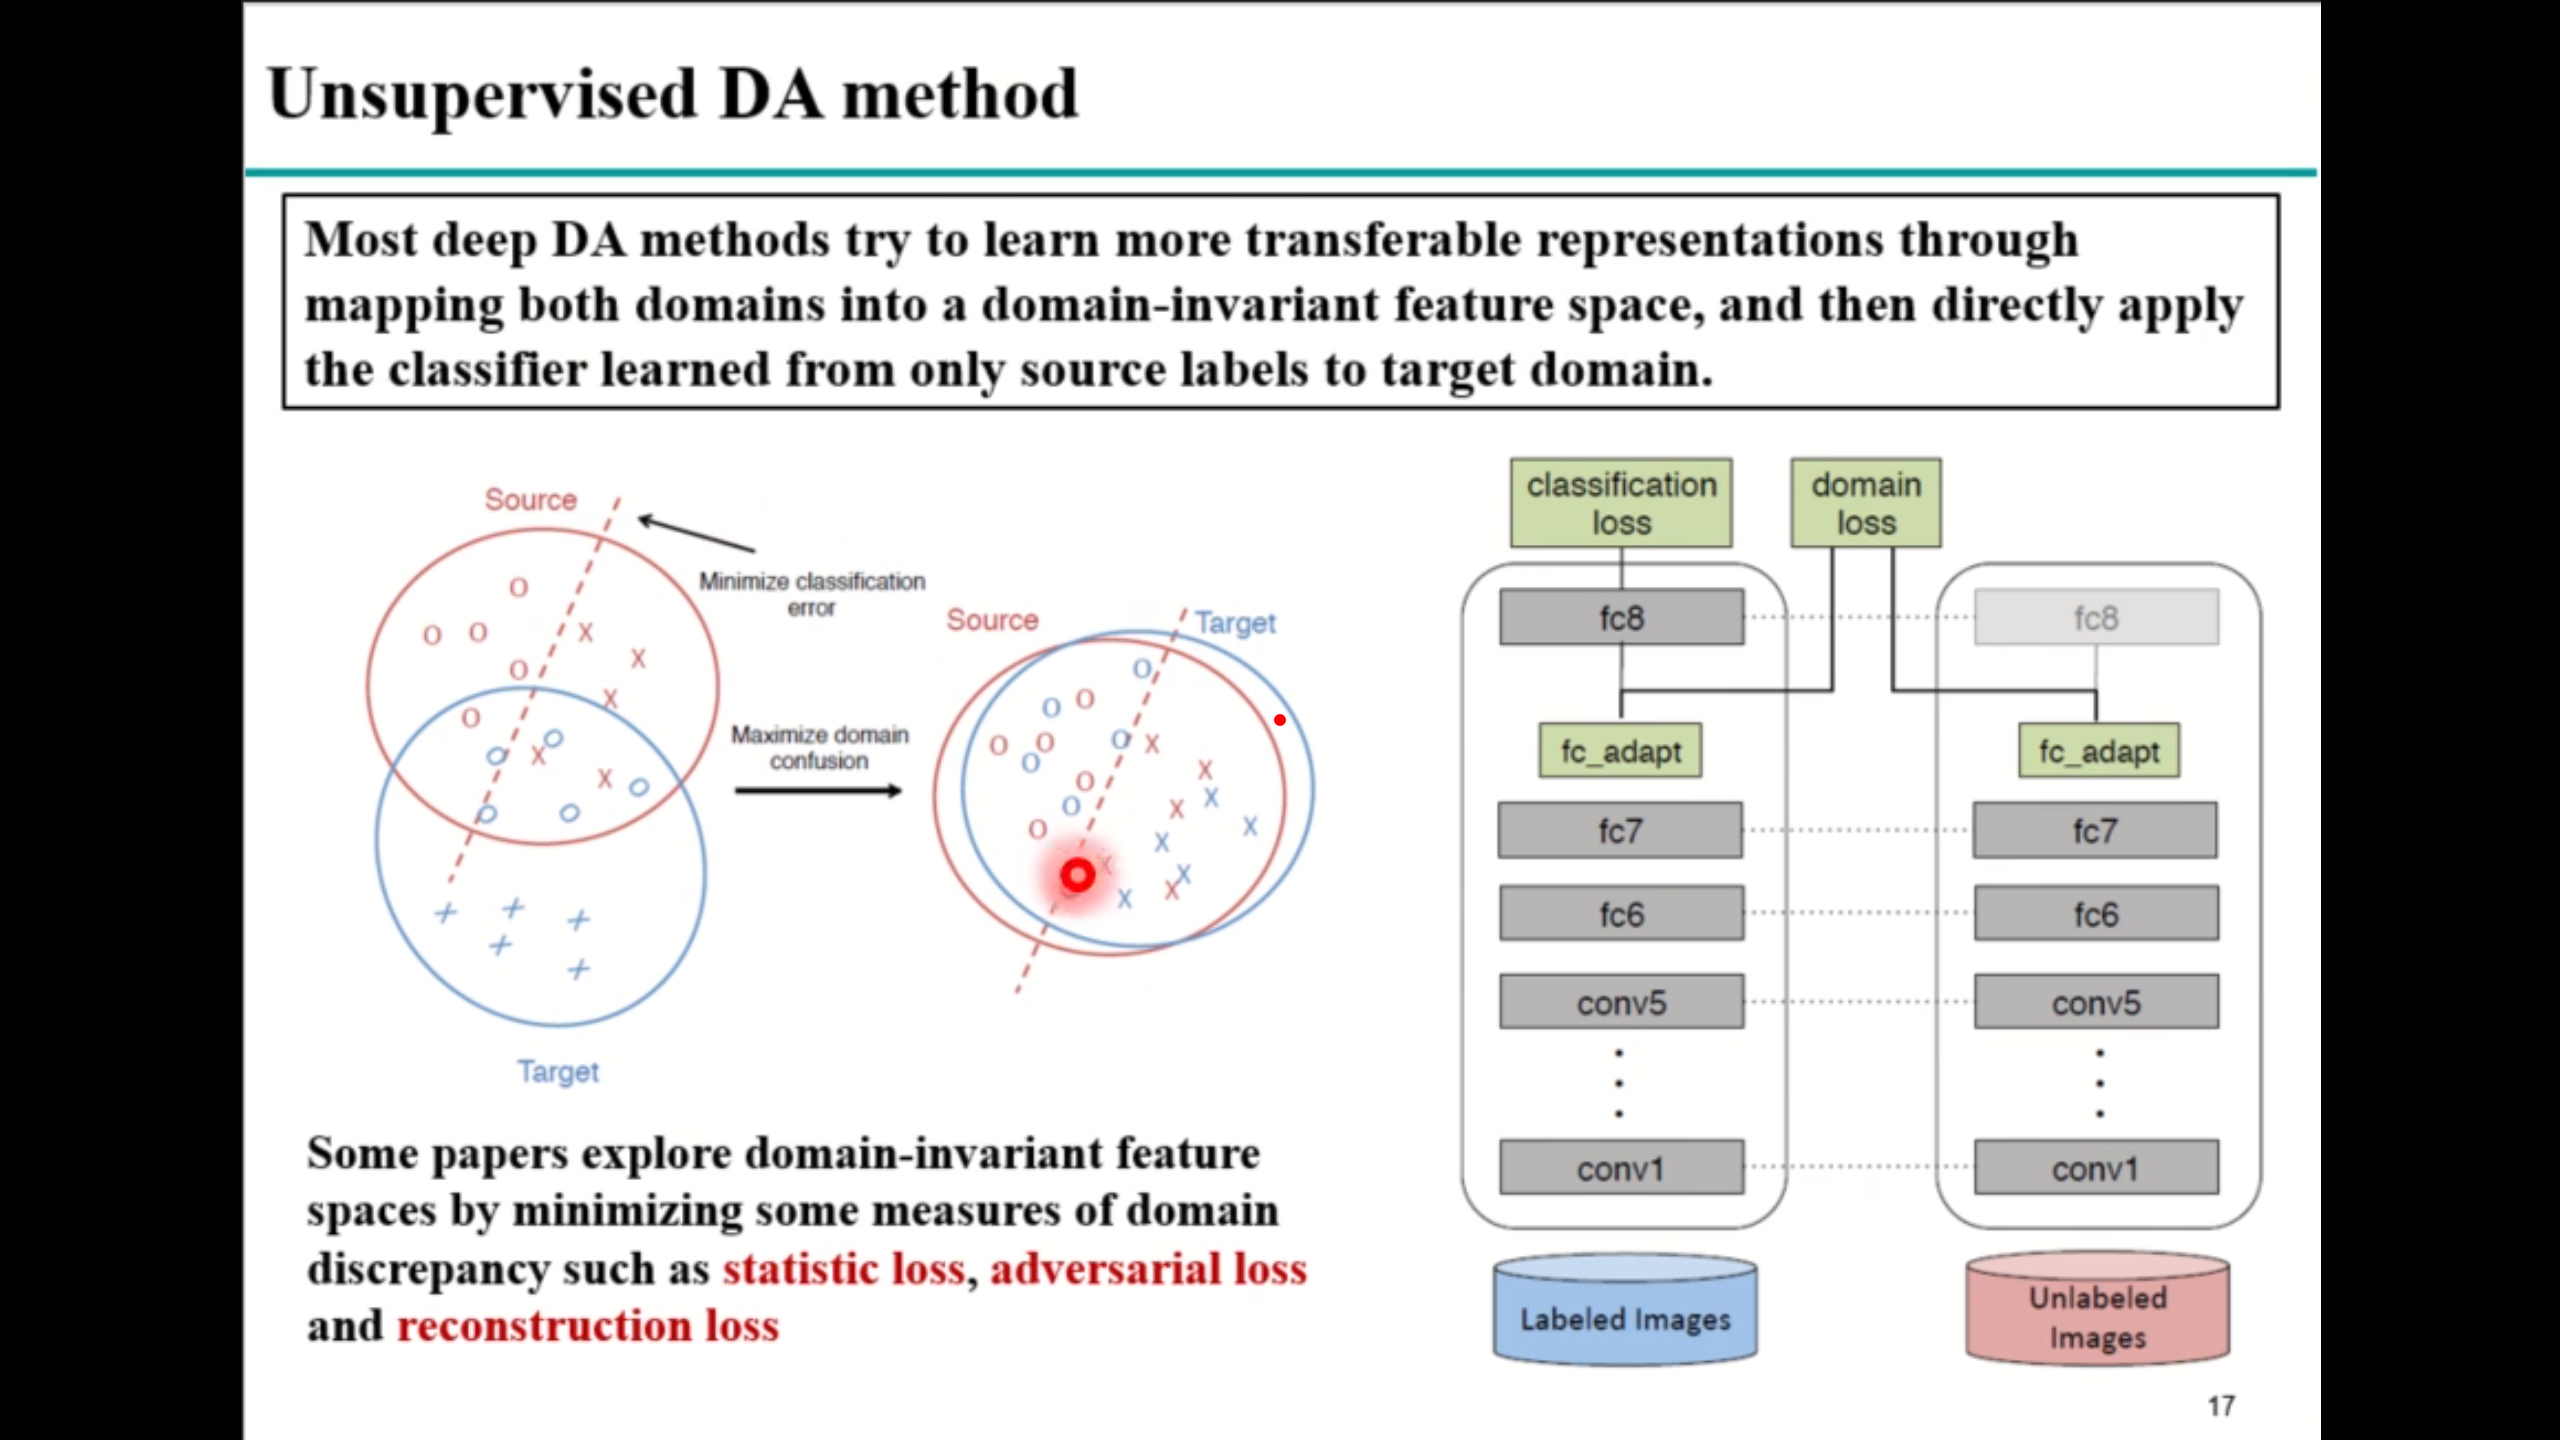 Unsupervised DA method
Most deep DA methods try to learn more transferable representations through
mapping both domains into a domain-invariant feature space, and then directly apply
the classifier learned from only source labels to target domain.
Source
Minimize classification
error
Maximize domain
confusion
Target
Source
Target
o
o o
o
o
x
x
x
x
x
o
o
o
o
o
+ + +
+
+
o
o o
o o
o
o
o
o
o
o
x
x
x
x
x
x
x
x
x
x
Some papers explore domain-invariant feature
spaces by minimizing some measures of domain
discrepancy such as statistic loss, adversarial loss
and reconstruction loss
classification
loss
domain
loss
fc8
fc8
fc_adapt
fc_adapt
fc7
fc7
fc6
fc6
conv5
conv5
conv1
conv1
Labeled Images
Unlabeled
Images
17